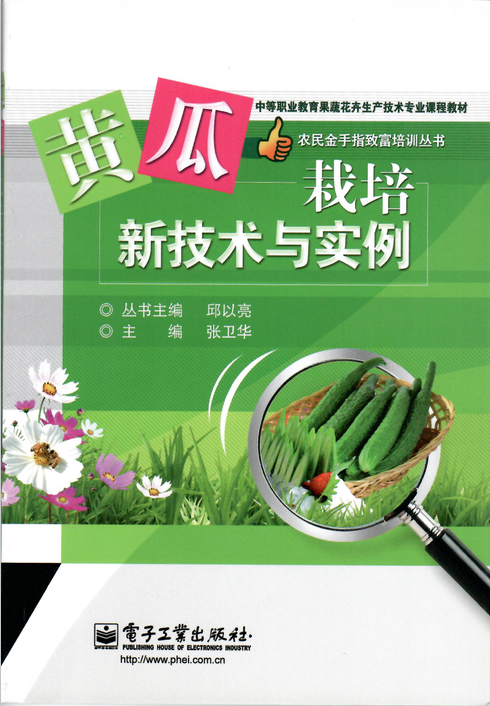 中等职业教育果蔬花卉生产技术专业课程教材
农民金手指致富培训丛书
黄瓜
栽培
新技术与实例
◎ 丛书主编 邱以亮
◎ 主 编 张卫华
電子工業出版社.
PUBLISHING HOUSE OF ELECTRONICS INDUSTRY
http://www.phei.com.cn